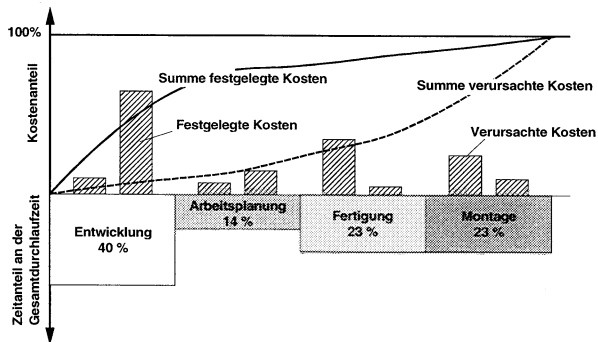 100%
Kostenanteil
Summe festgelegte Kosten
Summe verursachte Kosten
Festgelegte Kosten
Verursachte Kosten
Zeitanteil an der
Gesamtdurchlaufzeit
Entwicklung
40 %
Arbeitsplanung
14 %
Fertigung
23 %
Montage
23 %